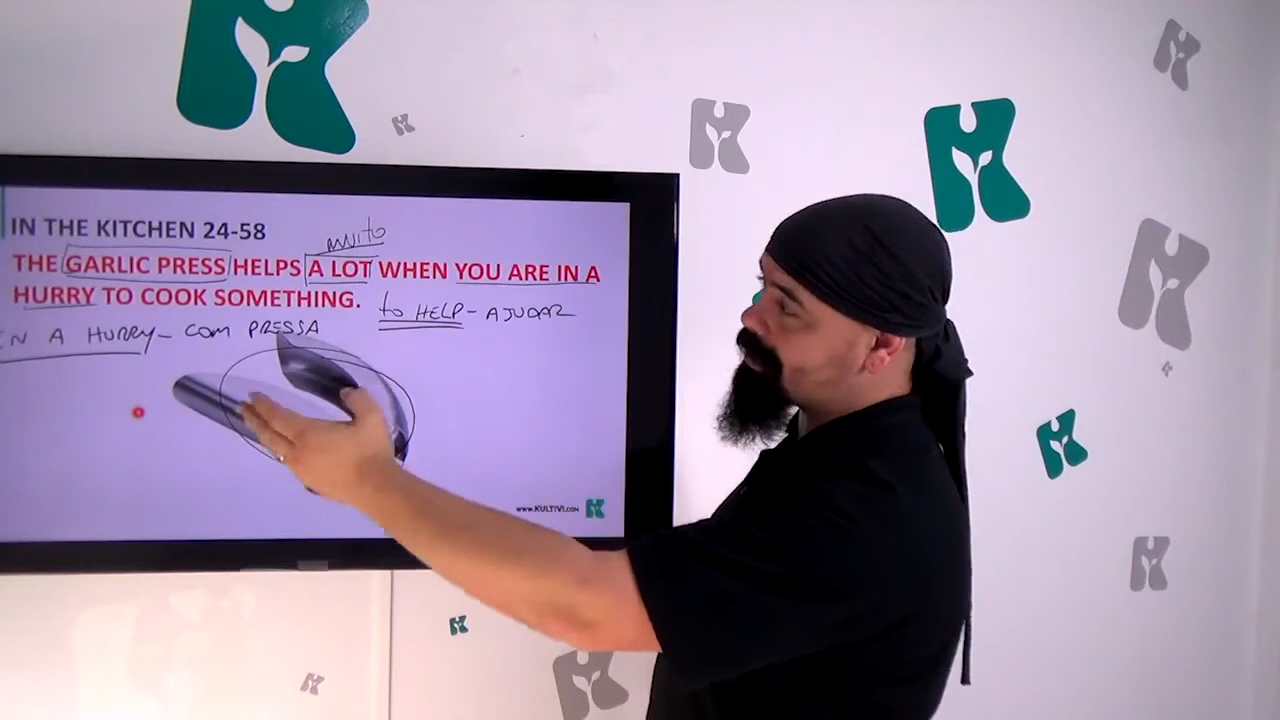 IN THE KITCHEN 24-58
muito
THE GARLIC PRESS HELPS A LOT WHEN YOU ARE IN A
HURRY TO COOK SOMETHING.
to HELP - AJUDAR
IN A HURRY - COM PRESSA
www.KULTIVI.COM